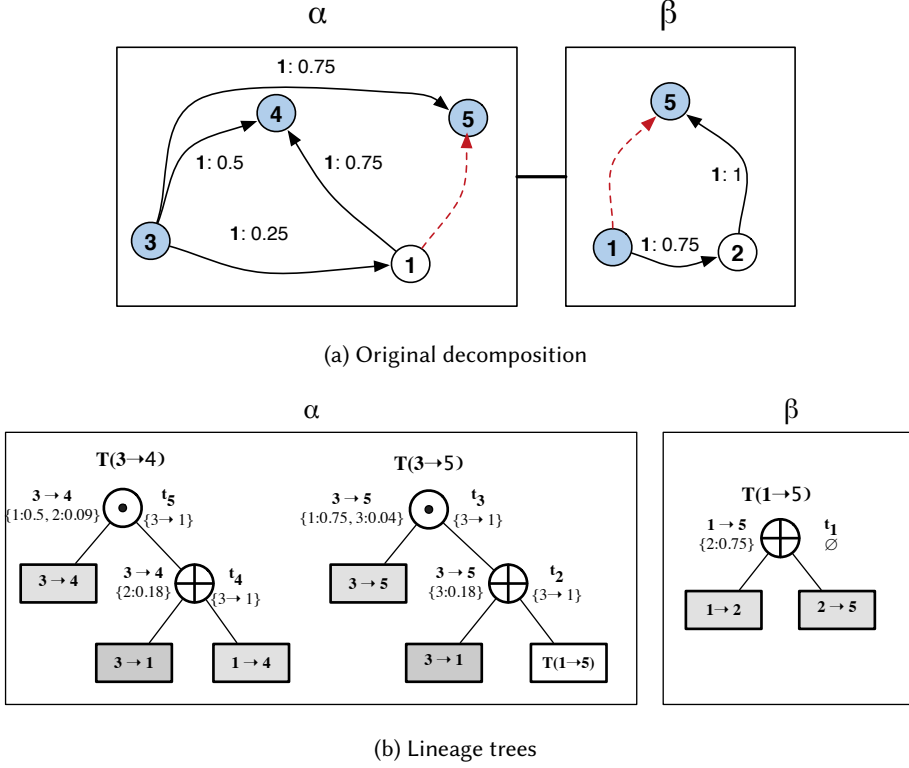 α
β
1: 0.75
4
5
5
1: 0.5
1: 0.75
1: 1
3
1: 0.25
1
1
1: 0.75
2
(a) Original decomposition
α
β
T(3→4)
T(3→5)
T(1→5)
3 → 4
t5
{1:0.5, 2:0.09}
{3→ 1}
3 → 5
t3
{1:0.75, 3:0.04}
{3→ 1}
1 → 5
t1
{2:0.75}
∅
3 → 4
3 → 4
t4
{2:0.18}
{3→ 1}
3 → 5
3 → 5
t2
{3:0.18}
{3→ 1}
1→ 2
2 → 5
3 → 1
1 → 4
3 → 1
T(1→5)
(b) Lineage trees